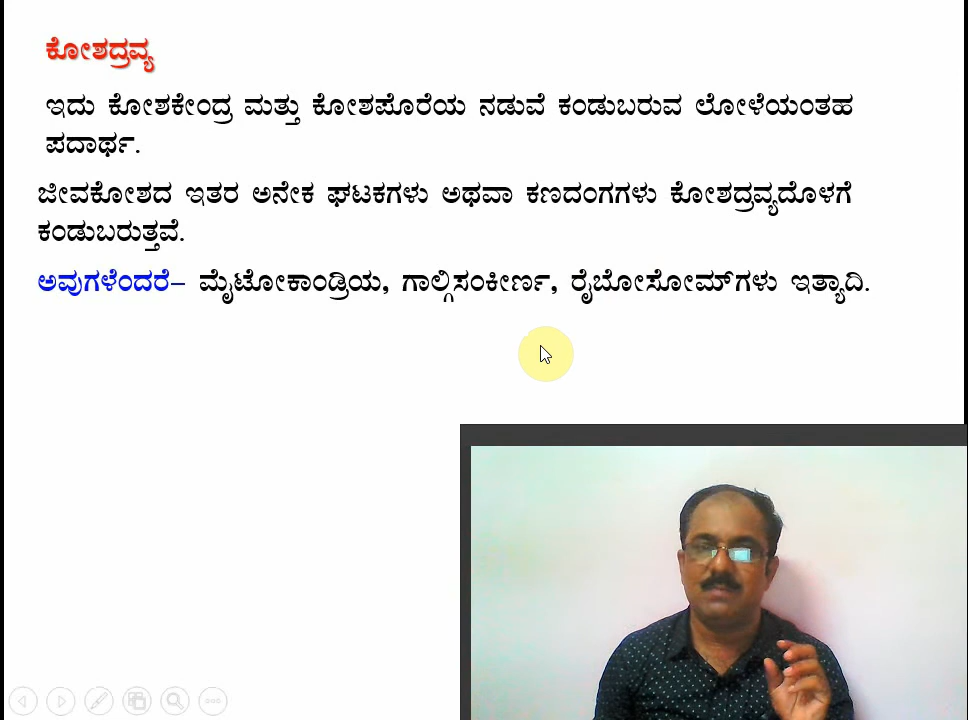 ಕೋಶದ್ರವ್ಯ
ಇದು ಕೋಶಕೇಂದ್ರ ಮತ್ತು ಕೋಶಪೊರೆಯ ನಡುವೆ ಕಂಡುಬರುವ ಲೋಳೆಯಂತಹ
ಪದಾರ್ಥ.
ಜೀವಕೋಶದ ಇತರ ಅನೇಕ ಘಟಕಗಳು ಅಥವಾ ಕಣದಂಗಗಳು ಕೋಶದ್ರವ್ಯದೊಳಗೆ
ಕಂಡುಬರುತ್ತವೆ.
ಅವುಗಳೆಂದರೆ– ಮೈಟೋಕಾಂಡ್ರಿಯ, ಗಾಲ್ಗಿಸಂಕೀರ್ಣ, ರೈಬೋಸೋಮ್‌ಗಳು ಇತ್ಯಾದಿ.